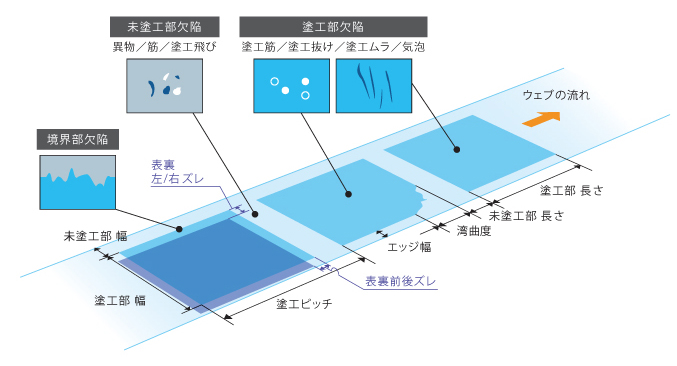 未塗工部欠陥
異物／筋／塗工飛び
塗工部欠陥
塗工筋／塗工抜け／塗工ムラ／気泡
ウェブの流れ
境界部欠陥
表裏
左/右 ズレ
塗工部 長さ
未塗工部 長さ
湾曲度
エッジ幅
未塗工部 幅
表裏前後ズレ
塗工部 幅
塗工ピッチ